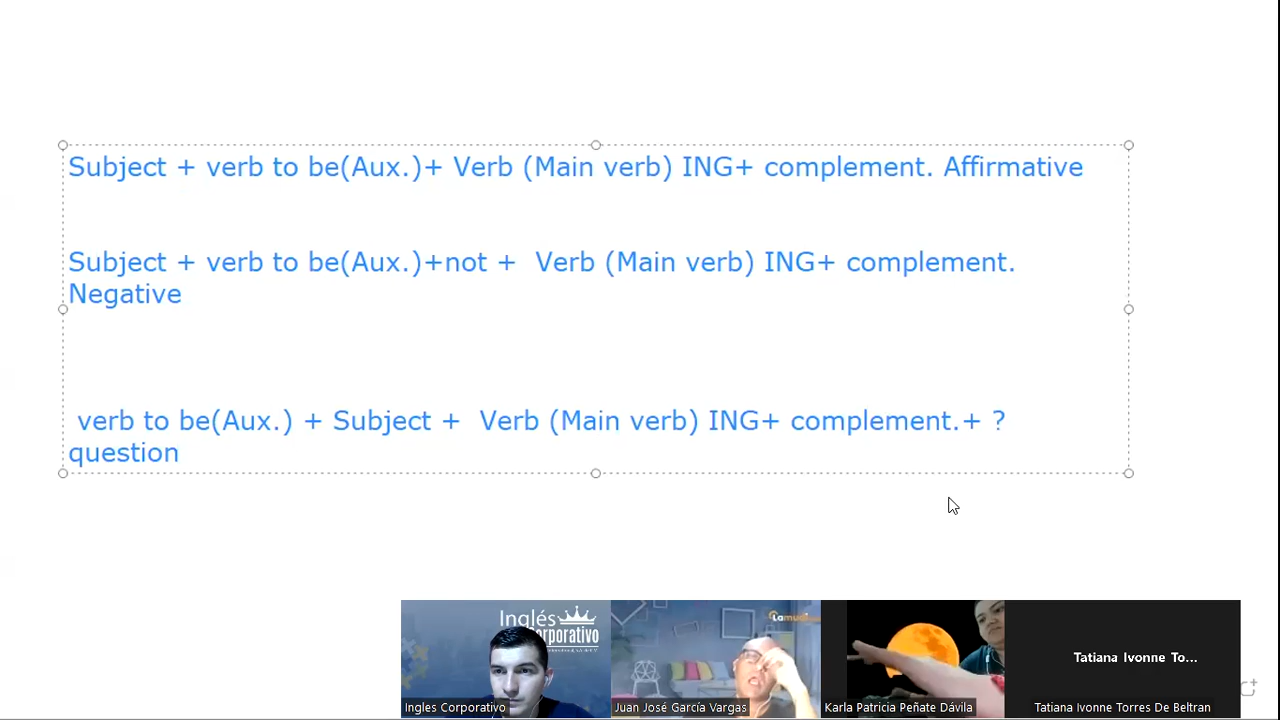 Subject + verb to be(Aux.)+ Verb (Main verb) ING+ complement. Affirmative
Subject + verb to be(Aux.)+not +  Verb (Main verb) ING+ complement.
Negative
verb to be(Aux.) + Subject +  Verb (Main verb) ING+ complement.+ ?
question
Inglés
Corporativo
Ingles Corporativo
Juan José García Vargas
Karla Patricia Peñate Dávila
Tatiana Ivonne To...
Tatiana Ivonne Torres De Beltran